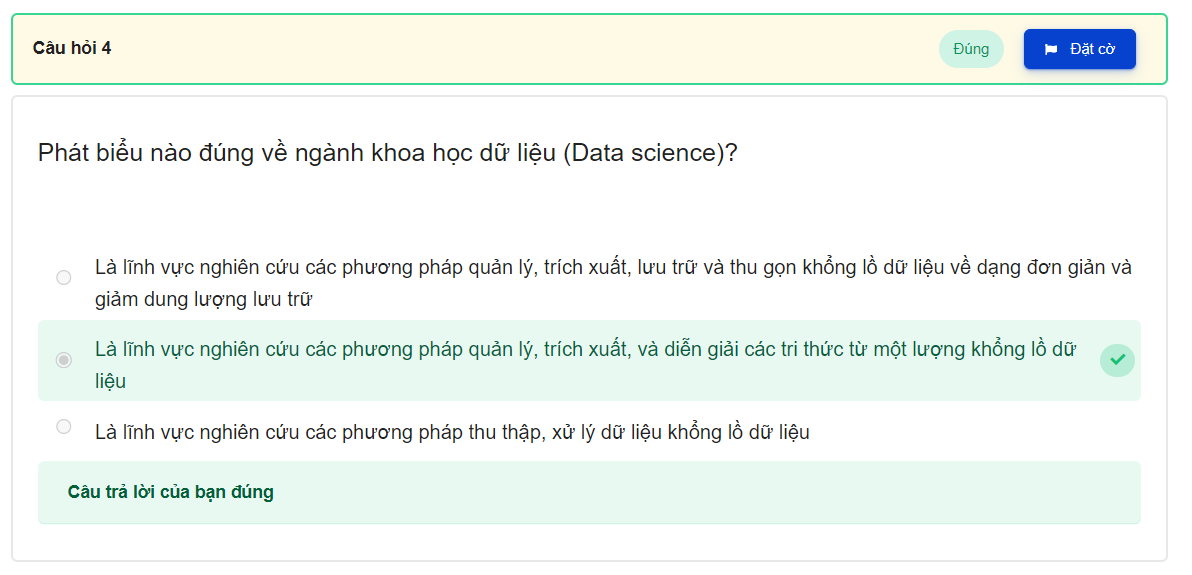 Câu hỏi 4
Đúng
Đặt cờ
Phát biểu nào đúng về ngành khoa học dữ liệu (Data science)?
Là lĩnh vực nghiên cứu các phương pháp quản lý, trích xuất, lưu trữ và thu gọn khổng lồ dữ liệu về dạng đơn giản và
giảm dung lượng lưu trữ
Là lĩnh vực nghiên cứu các phương pháp quản lý, trích xuất, và diễn giải các tri thức từ một lượng khổng lồ dữ
liệu
Là lĩnh vực nghiên cứu các phương pháp thu thập, xử lý dữ liệu khổng lồ dữ liệu
Câu trả lời của bạn đúng